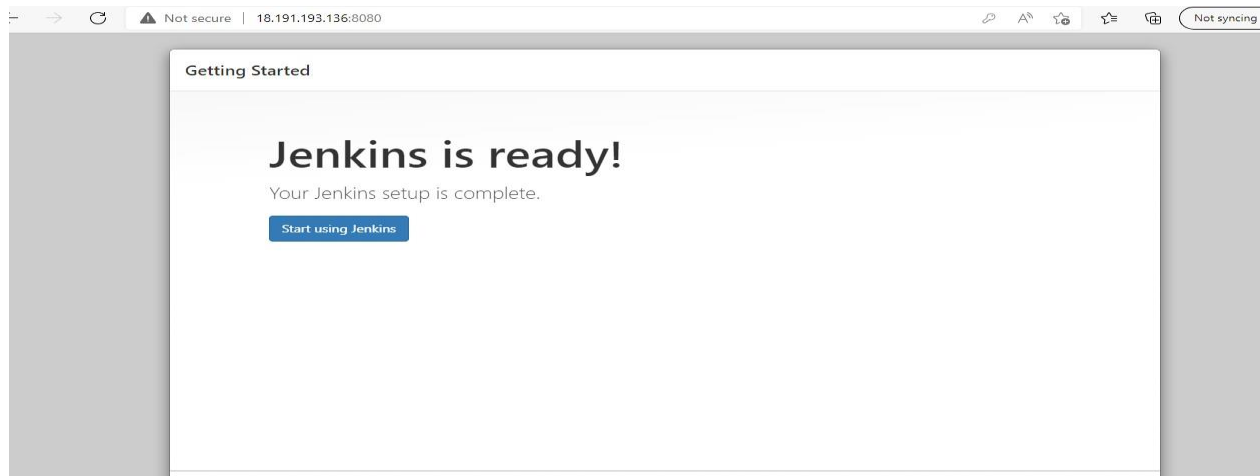 Not secure | 18.191.193.136:8080
Not syncing
Getting Started
Jenkins is ready!
Your Jenkins setup is complete.
Start using Jenkins